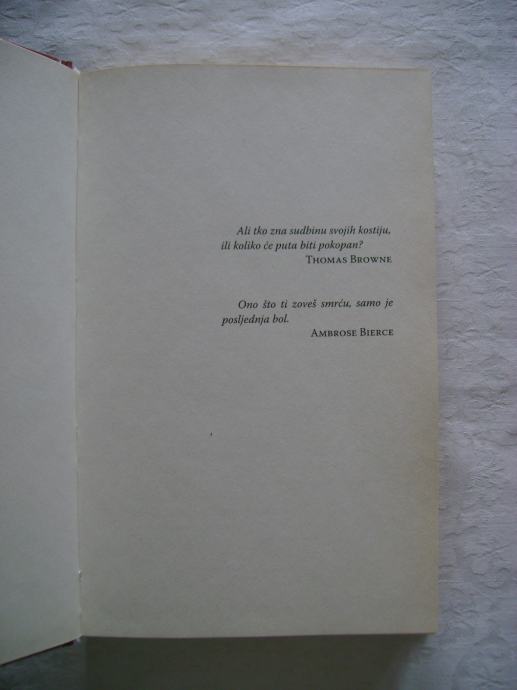 Ali tko zna sudbinu svojih kostiju,
ili koliko će puta biti pokopan?
Thomas Browne
Ono što ti zoveš smrću, samo je
posljednja bol.
Ambrose Bierce